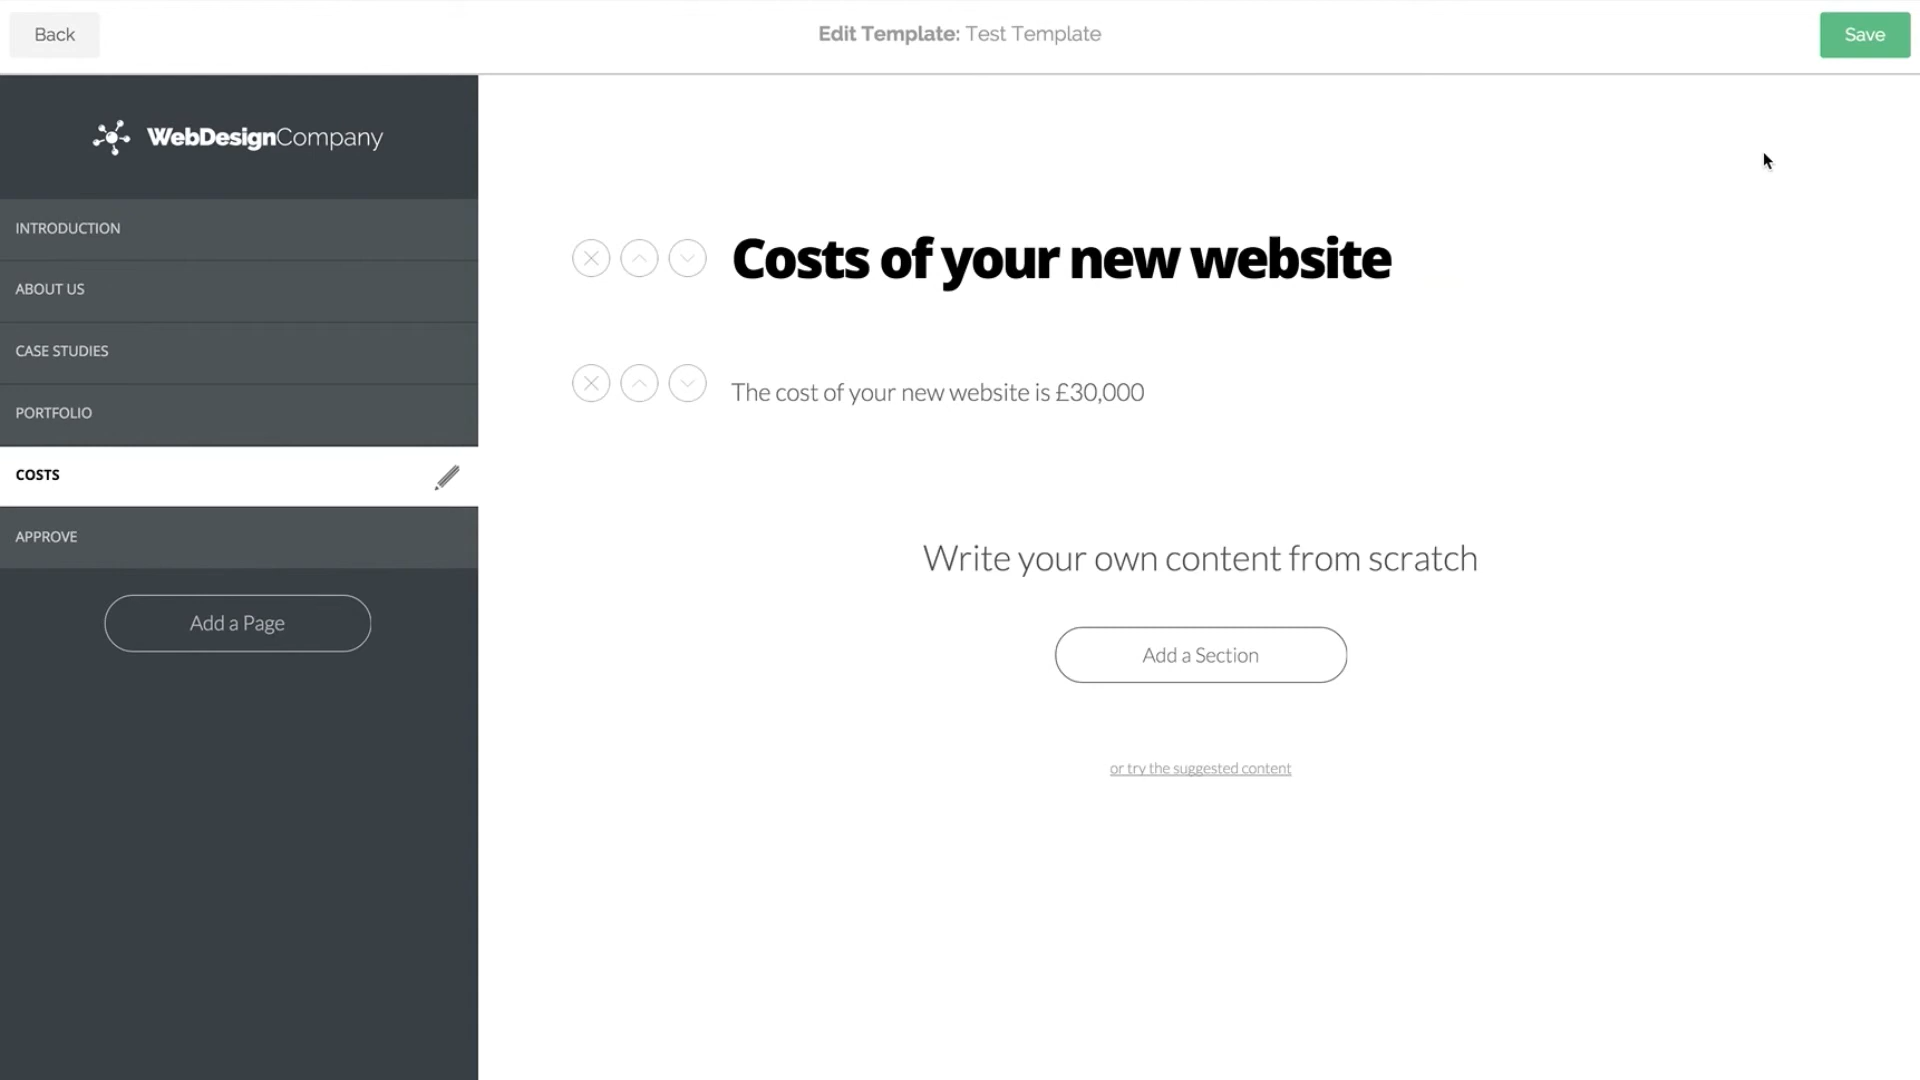 Back
Edit Template: Test Template
Save
WebDesignCompany
INTRODUCTION
ABOUT US
CASE STUDIES
PORTFOLIO
COSTS
APPROVE
Add a Page
Costs of your new website
The cost of your new website is £30,000
Write your own content from scratch
Add a Section
or try the suggested content